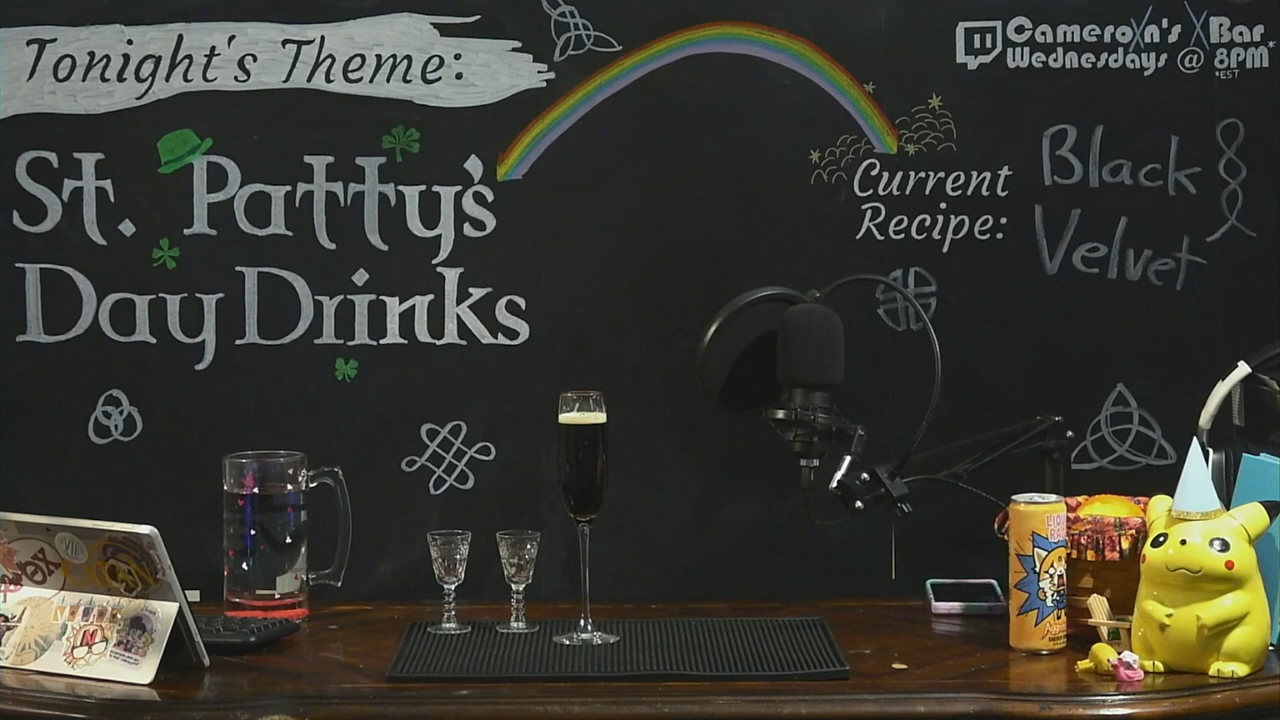 Tonight's Theme:
St. Patty's
Day Drinks
Cameron's Bar
Wednesdays @ 8PM*
*EST
Current
Recipe:
Black
Velvet